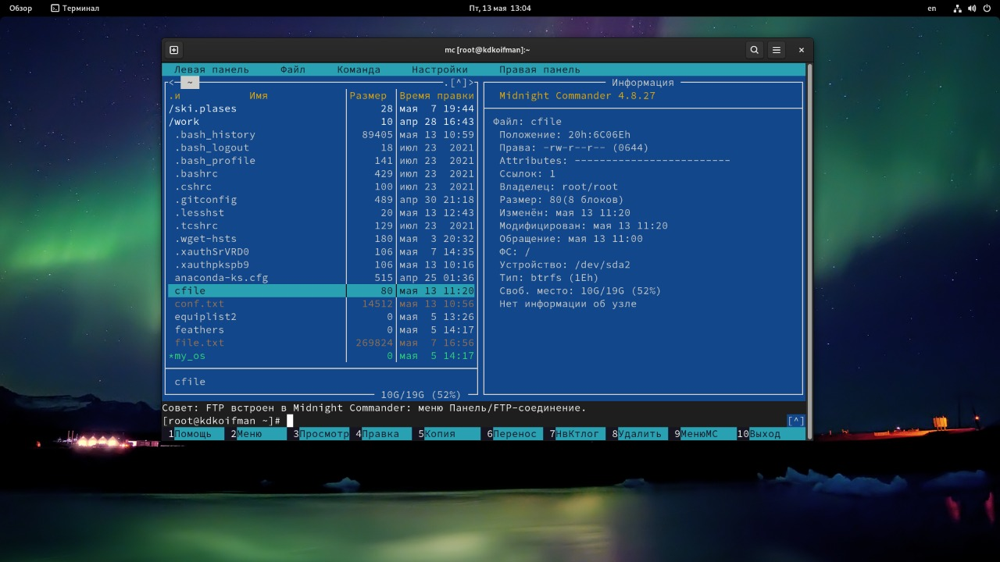 Обзор Терминал Пт, 13 мая 13:04 en
mc [root@kdkoifman]:~
Левая панель Файл Команда Настройки Правая панель
<─ ~ .[^]>
.и Имя Размер Время правки
/ski.plases 28 мая 7 19:44
/work 10 апр 28 16:43
.bash_history 89405 мая 13 10:59
.bash_logout 18 июл 23 2021
.bash_profile 141 июл 23 2021
.bashrc 429 июл 23 2021
.cshrc 100 июл 23 2021
.gitconfig 489 апр 30 21:18
.lesshst 20 мая 13 12:43
.tcshrc 129 июл 23 2021
.wget-hsts 180 мая 3 20:32
.xauthSrVRD0 106 мая 7 14:35
.xauthpkspb9 106 мая 13 10:16
anaconda-ks.cfg 515 апр 25 01:36
cfile 80 мая 13 11:20
conf.txt 14512 мая 13 10:56
equiplist2 0 мая 5 13:26
feathers 0 мая 5 14:17
file.txt 269824 мая 7 16:56
*my_os 0 мая 5 14:17
cfile
10G/19G (52%)
Информация
Midnight Commander 4.8.27
Файл: cfile
Положение: 20h:6C06Eh
Права: -rw-r--r-- (0644)
Attributes: -------------------------
Ссылок: 1
Владелец: root/root
Размер: 80(8 блоков)
Изменён: мая 13 11:20
Модифицирован: мая 13 11:20
Обращение: мая 13 11:00
ФС: /
Устройство: /dev/sda2
Тип: btrfs (1Eh)
Своб. место: 10G/19G (52%)
Нет информации об узле
Совет: FTP встроен в Midnight Commander: меню Панель/FTP-соединение.
[root@kdkoifman ~]# [^]
1Помощь 2Меню 3Просмотр 4Правка 5Копия 6Перенос 7НвКтлог 8Удалить 9МенюMC 10Выход